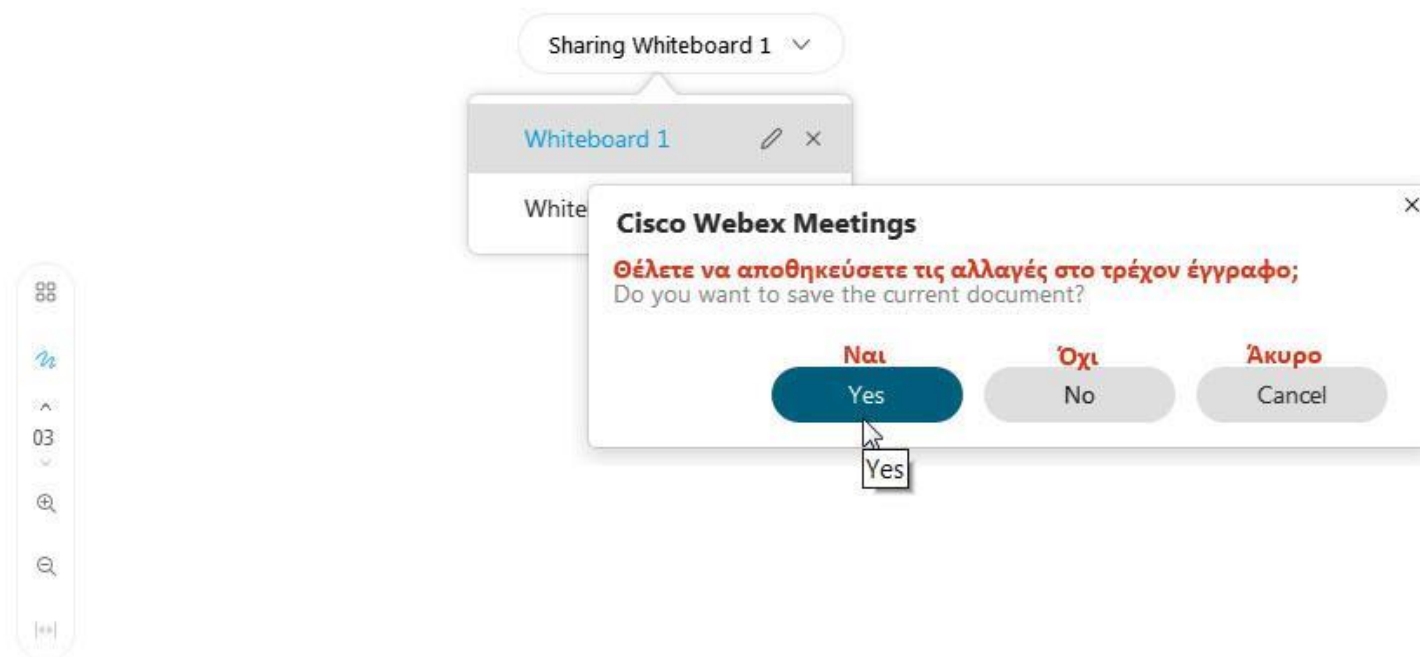 Sharing Whiteboard 1
Whiteboard 1
White
Cisco Webex Meetings
Θέλετε να αποθηκεύσετε τις αλλαγές στο τρέχον έγγραφο;
Do you want to save the current document?
Ναι Όχι Άκυρο
Yes No Cancel
03
Yes